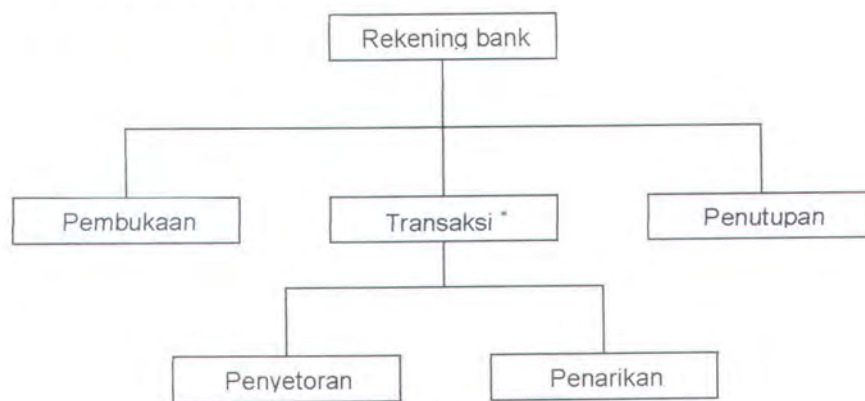 Rekening bank
Pembukaan
Transaksi *
Penutupan
Penyetoran
Penarikan